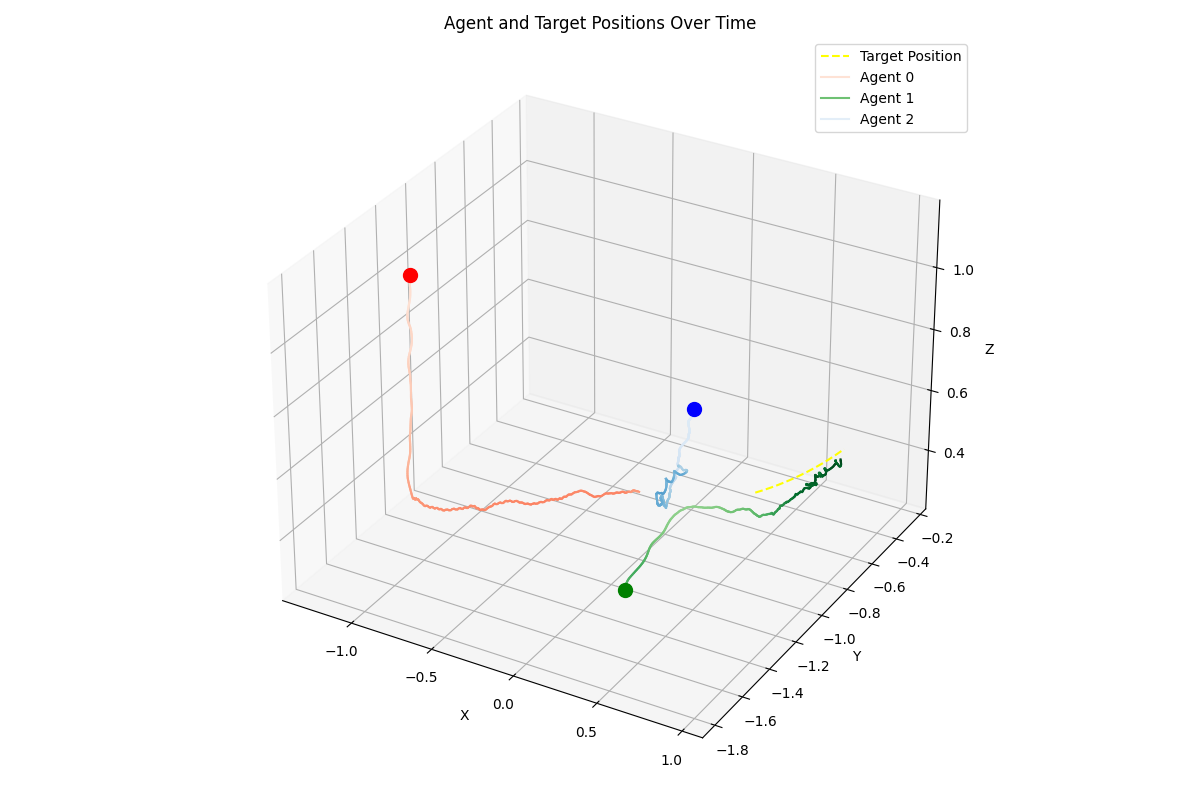 Agent and Target Positions Over Time
Target Position
Agent 0
Agent 1
Agent 2
1.0
0.8
Z
0.6
0.4
−0.2
−0.4
−0.6
−0.8
−1.0
Y
−1.2
−1.4
−1.6
−1.8
−1.0
−0.5
0.0
X
0.5
1.0